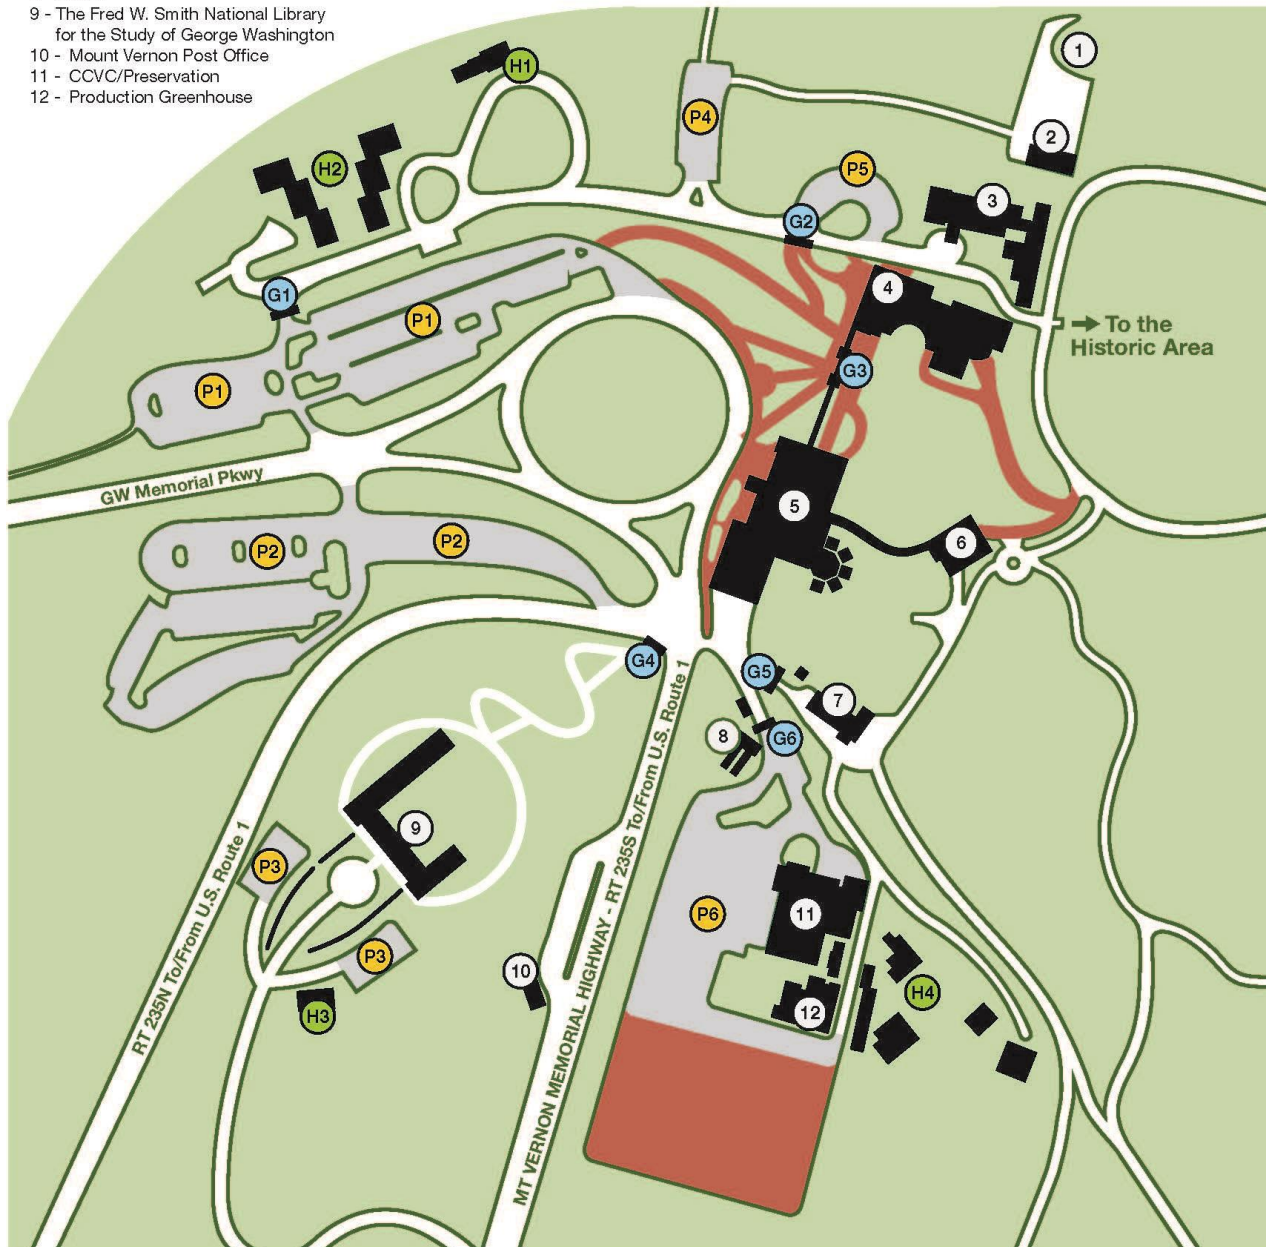 9 - The Fred W. Smith National Library
for the Study of George Washington
10 - Mount Vernon Post Office
11 - CCVC/Preservation
12 - Production Greenhouse
1
H1
P4
2
H2
P5
3
G2
G1
4
P1
To the
Historic Area
G3
P1
GW Memorial Pkwy
5
P2
P2
6
G4
G5
7
8
G6
9
P3
P6
11
P3
10
H4
H3
12
RT 235N To/From U.S. Route 1
MT VERNON MEMORIAL HIGHWAY - RT 235S To/From U.S. Route 1